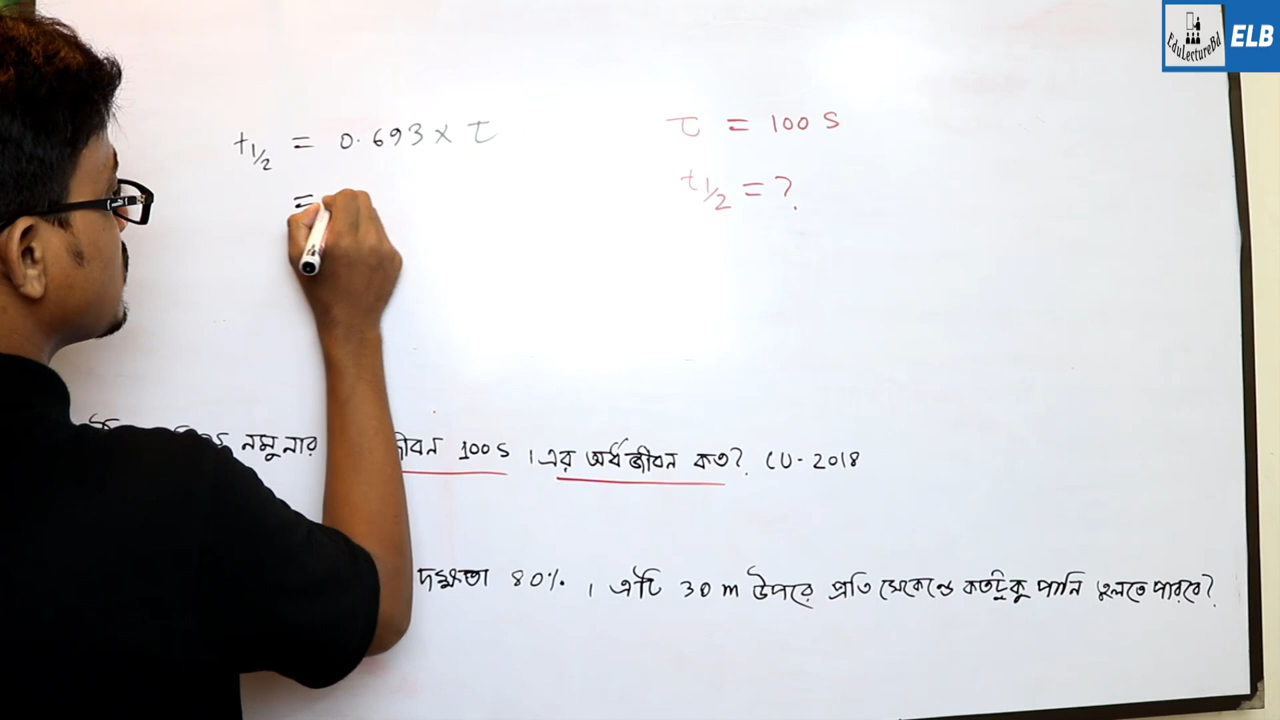 EduLectureBd ELB
t1/2 = 0.693 × τ
τ = 100 S
=
t1/2 = ?
নমুনার জীবন 100 S । এর অর্ধজীবন কত? CU - 2018
দক্ষতা 80% । এটি 30 m উপরে প্রতি সেকেন্ডে কতটুকু পানি তুলতে পারবে?